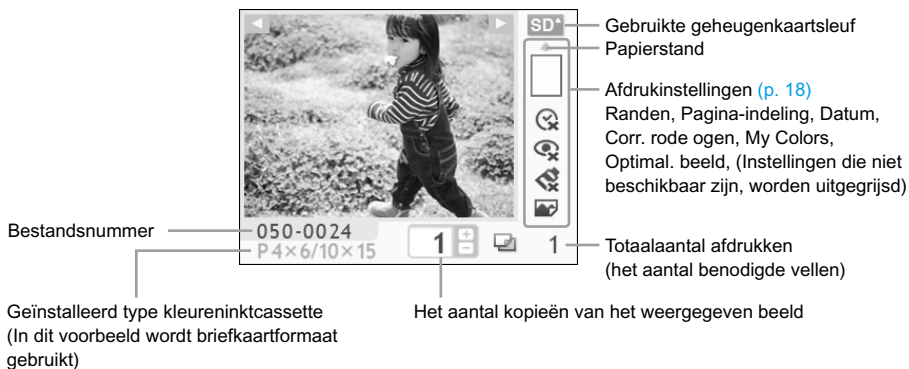 SD
Gebruikte geheugenkaartsleuf
Papierstand
Afdrukinstellingen (p. 18)
Randen, Pagina-indeling, Datum,
Corr. rode ogen, My Colors,
Optimal. beeld, (Instellingen die niet
beschikbaar zijn, worden uitgegrijsd)
Bestandsnummer
050-0024
P 4×6/10×15
1
+
−
1
Totaalaantal afdrukken
(het aantal benodigde vellen)
Geïnstalleerd type kleureninktcassette
(In dit voorbeeld wordt briefkaartformaat
gebruikt)
Het aantal kopieën van het weergegeven beeld